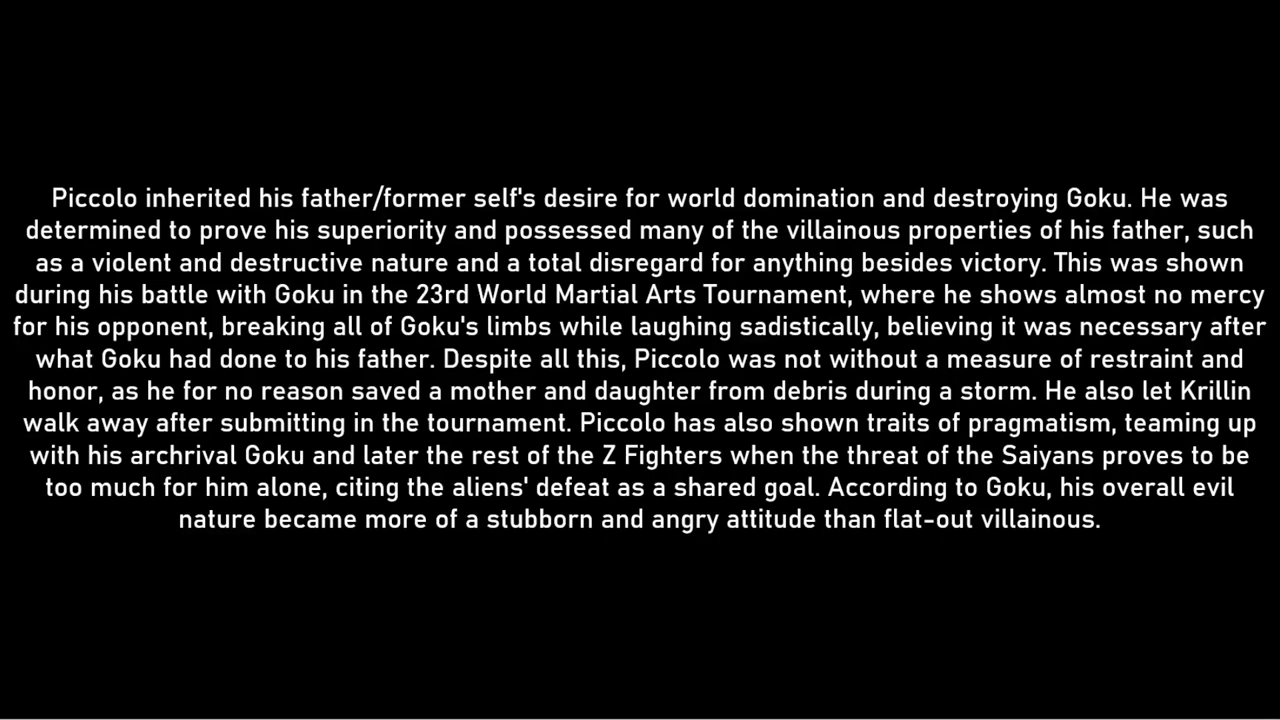 Piccolo inherited his father/former self's desire for world domination and destroying Goku. He was
determined to prove his superiority and possessed many of the villainous properties of his father, such
as a violent and destructive nature and a total disregard for anything besides victory. This was shown
during his battle with Goku in the 23rd World Martial Arts Tournament, where he shows almost no mercy
for his opponent, breaking all of Goku's limbs while laughing sadistically, believing it was necessary after
what Goku had done to his father. Despite all this, Piccolo was not without a measure of restraint and
honor, as he for no reason saved a mother and daughter from debris during a storm. He also let Krillin
walk away after submitting in the tournament. Piccolo has also shown traits of pragmatism, teaming up
with his archrival Goku and later the rest of the Z Fighters when the threat of the Saiyans proves to be
too much for him alone, citing the aliens' defeat as a shared goal. According to Goku, his overall evil
nature became more of a stubborn and angry attitude than flat-out villainous.